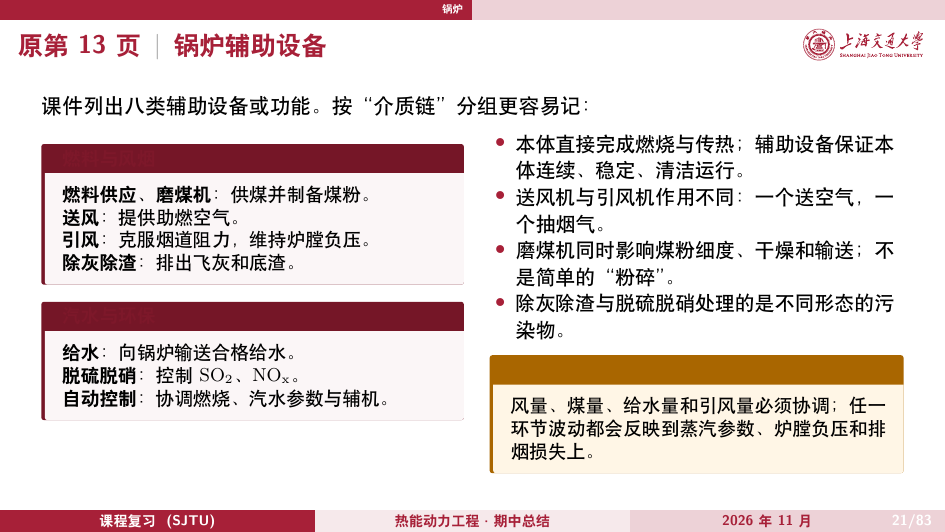 锅炉
原第 13 页 | 锅炉辅助设备
上海交通大学
SHANGHAI JIAO TONG UNIVERSITY
课件列出八类辅助设备或功能。按“介质链”分组更容易记：
燃料与风烟
燃料供应、磨煤机：供煤并制备煤粉。
送风：提供助燃空气。
引风：克服烟道阻力，维持炉膛负压。
除灰除渣：排出飞灰和底渣。
汽水与环保
给水：向锅炉输送合格给水。
脱硫脱硝：控制 SO₂、NOₓ。
自动控制：协调燃烧、汽水参数与辅机。
• 本体直接完成燃烧与传热；辅助设备保证本
体连续、稳定、清洁运行。
• 送风机与引风机作用不同：一个送空气，一
个抽烟气。
• 磨煤机同时影响煤粉细度、干燥和输送；不
是简单的“粉碎”。
• 除灰除渣与脱硫脱硝处理的是不同形态的污
染物。
风量、煤量、给水量和引风量必须协调；任一
环节波动都会反映到蒸汽参数、炉膛负压和排
烟损失上。
课程复习 (SJTU)
热能动力工程 · 期中总结
2026 年 11 月
21/83